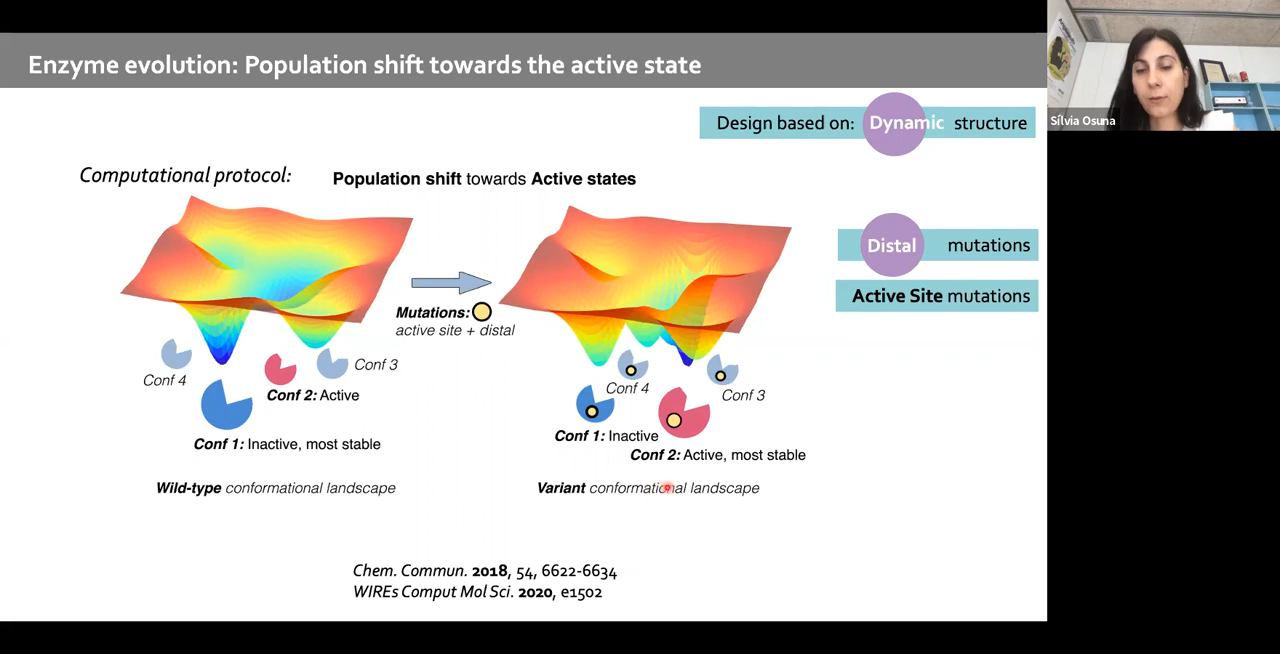 Enzyme evolution: Population shift towards the active state
Sílvia Osuna
Design based on: Dynamic structure
Computational protocol:
Population shift towards Active states
Distal mutations
Active Site mutations
Mutations:
active site + distal
Conf 4
Conf 3
Conf 2: Active
Conf 1: Inactive, most stable
Wild-type conformational landscape
Conf 4
Conf 3
Conf 1: Inactive
Conf 2: Active, most stable
Variant conformational landscape
Chem. Commun. 2018, 54, 6622-6634
WIREs Comput Mol Sci. 2020, e1502